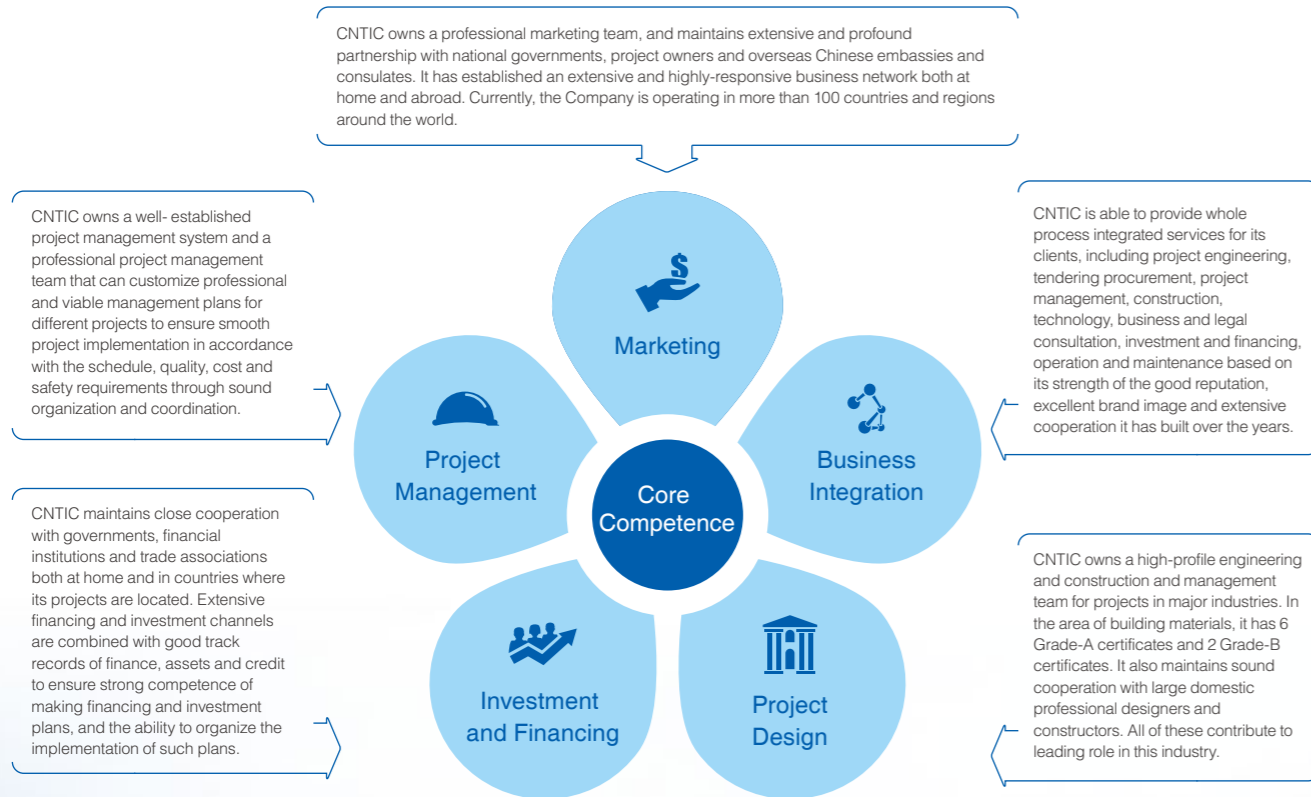 CNTIC owns a professional marketing team, and maintains extensive and profound
partnership with national governments, project owners and overseas Chinese embassies and
consulates. It has established an extensive and highly-responsive business network both at
home and abroad. Currently, the Company is operating in more than 100 countries and regions
around the world.
CNTIC owns a well- established
project management system and a
professional project management
team that can customize professional
and viable management plans for
different projects to ensure smooth
project implementation in accordance
with the schedule, quality, cost and
safety requirements through sound
organization and coordination.
CNTIC is able to provide whole
process integrated services for its
clients, including project engineering,
tendering procurement, project
management, construction,
technology, business and legal
consultation, investment and financing,
operation and maintenance based on
its strength of the good reputation,
excellent brand image and extensive
cooperation it has built over the years.
$
Marketing
Project
Management
Business
Integration
Core
Competence
Investment
and Financing
Project
Design
CNTIC maintains close cooperation
with governments, financial
institutions and trade associations
both at home and in countries where
its projects are located. Extensive
financing and investment channels
are combined with good track
records of finance, assets and credit
to ensure strong competence of
making financing and investment
plans, and the ability to organize the
implementation of such plans.
CNTIC owns a high-profile engineering
and construction and management
team for projects in major industries. In
the area of building materials, it has 6
Grade-A certificates and 2 Grade-B
certificates. It also maintains sound
cooperation with large domestic
professional designers and
constructors. All of these contribute to
leading role in this industry.